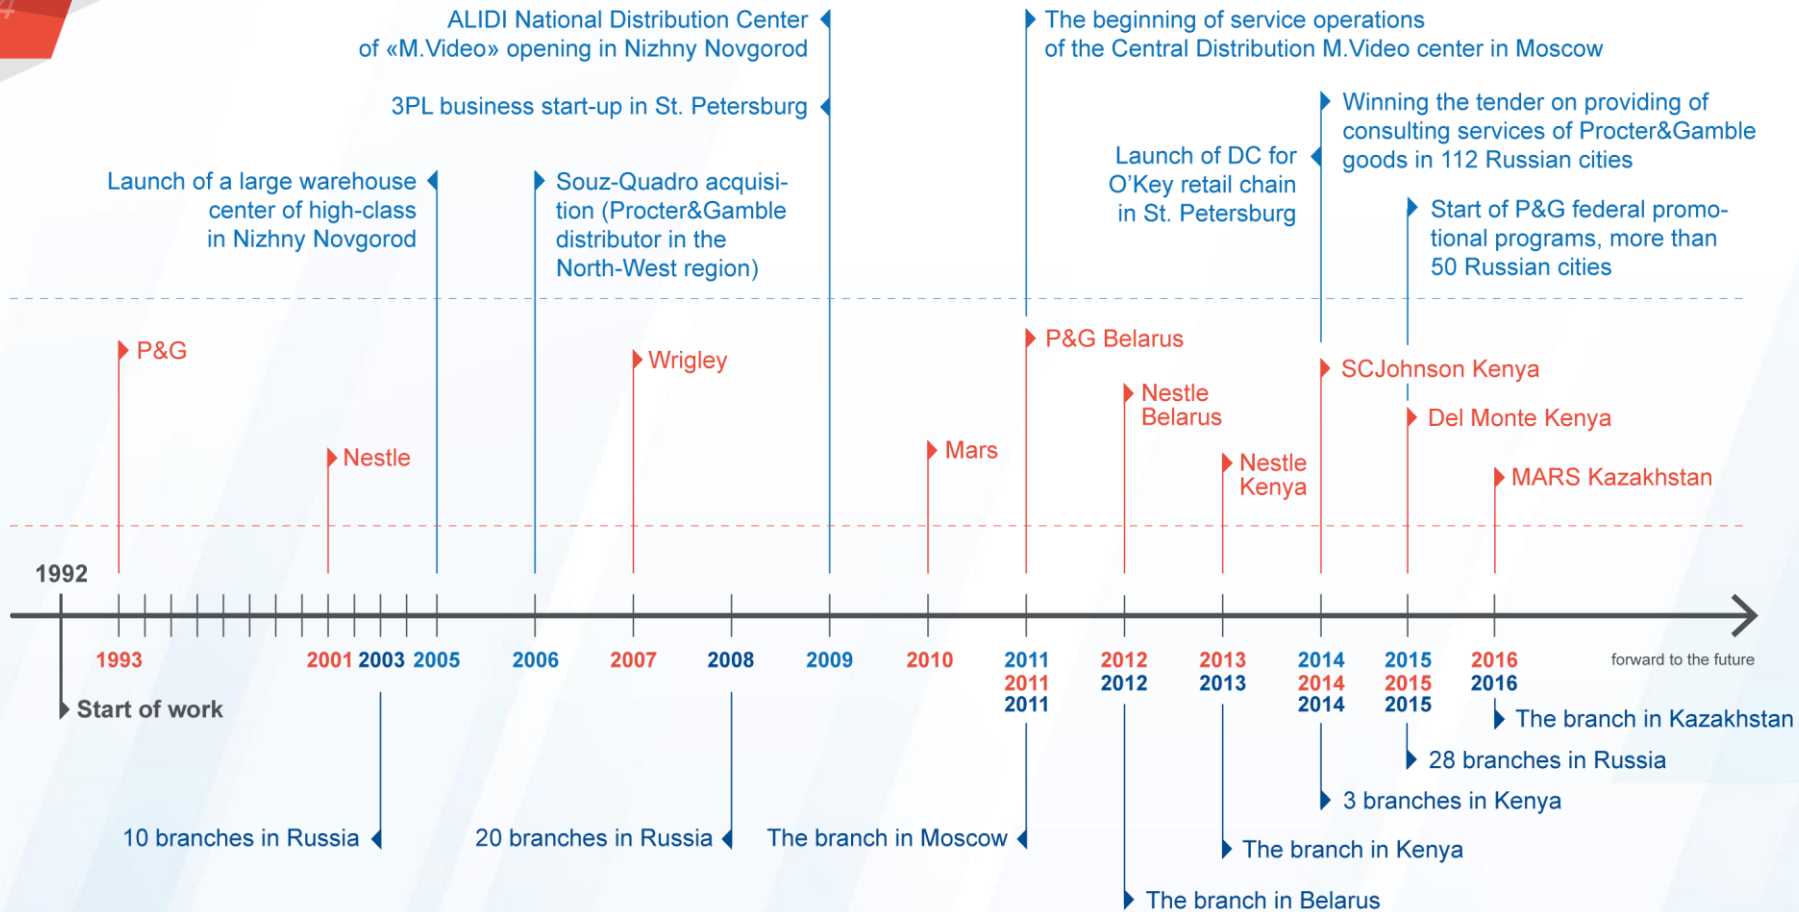 ALIDI National Distribution Center
of «M.Video» opening in Nizhny Novgorod
The beginning of service operations
of the Central Distribution M.Video center in Moscow
3PL business start-up in St. Petersburg
Winning the tender on providing of
consulting services of Procter&Gamble
goods in 112 Russian cities
Launch of DC for
O'Key retail chain
in St. Petersburg
Launch of a large warehouse
center of high-class
in Nizhny Novgorod
Souz-Quadro acquisi-
tion (Procter&Gamble
distributor in the
North-West region)
Start of P&G federal promo-
tional programs, more than
50 Russian cities
P&G
Nestle
Wrigley
Mars
P&G Belarus
Nestle
Belarus
Nestle
Kenya
SCJohnson Kenya
Del Monte Kenya
MARS Kazakhstan
1992
1993 2001 2003 2005 2006 2007 2008 2009 2010 2011 2012 2013 2014 2015 2016
2011 2012 2013 2014 2015 2016
2011 2014 2015
forward to the future
Start of work
The branch in Kazakhstan
28 branches in Russia
3 branches in Kenya
10 branches in Russia
20 branches in Russia
The branch in Moscow
The branch in Kenya
The branch in Belarus